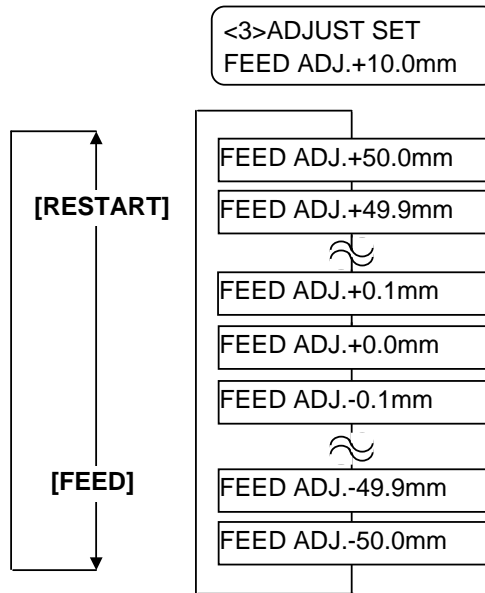 <3>ADJUST SET
FEED ADJ.+10.0mm
FEED ADJ.+50.0mm
[RESTART]
FEED ADJ.+49.9mm
FEED ADJ.+0.1mm
FEED ADJ.+0.0mm
FEED ADJ.-0.1mm
[FEED]
FEED ADJ.-49.9mm
FEED ADJ.-50.0mm